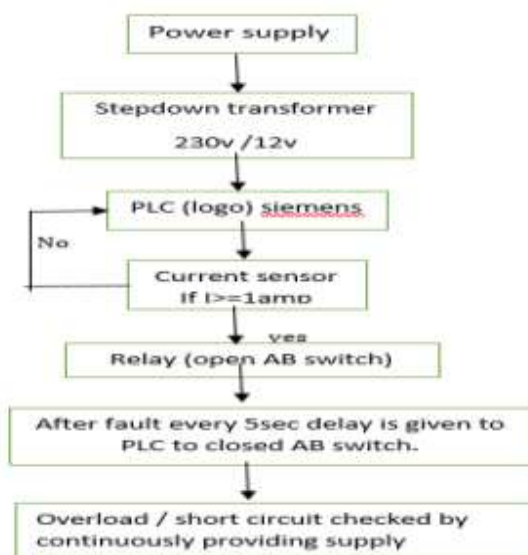 Power supply
Stepdown transformer
230v /12v
PLC (logo) siemens
No
Current sensor
If I>=1amp
yes
Relay (open AB switch)
After fault every 5sec delay is given to
PLC to closed AB switch.
Overload / short circuit checked by
continuously providing supply